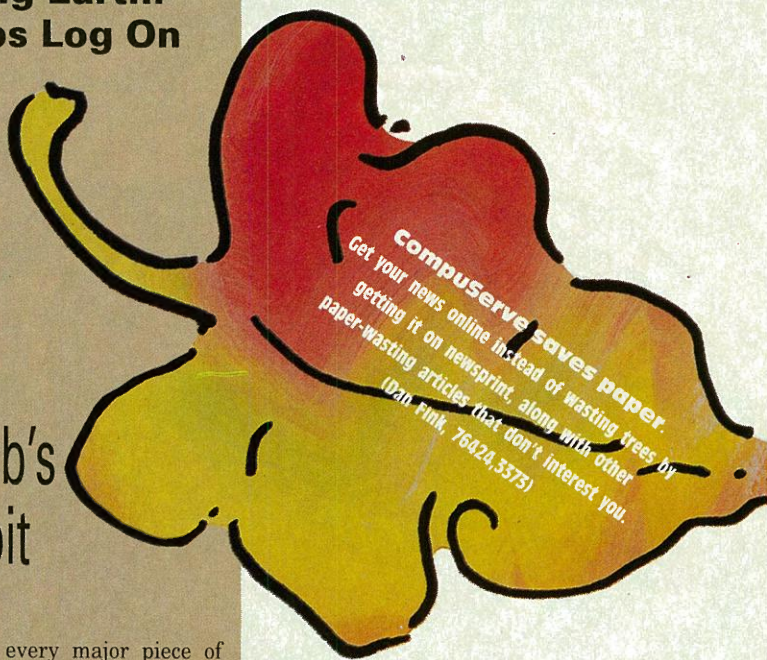 os Log On
b's
bit
every major piece of
CompuServe saves paper.
Get your news online instead of wasting trees by
getting it on newsprint, along with other
paper-wasting articles that don't interest you.
(Dan Fink, 76424,3373)